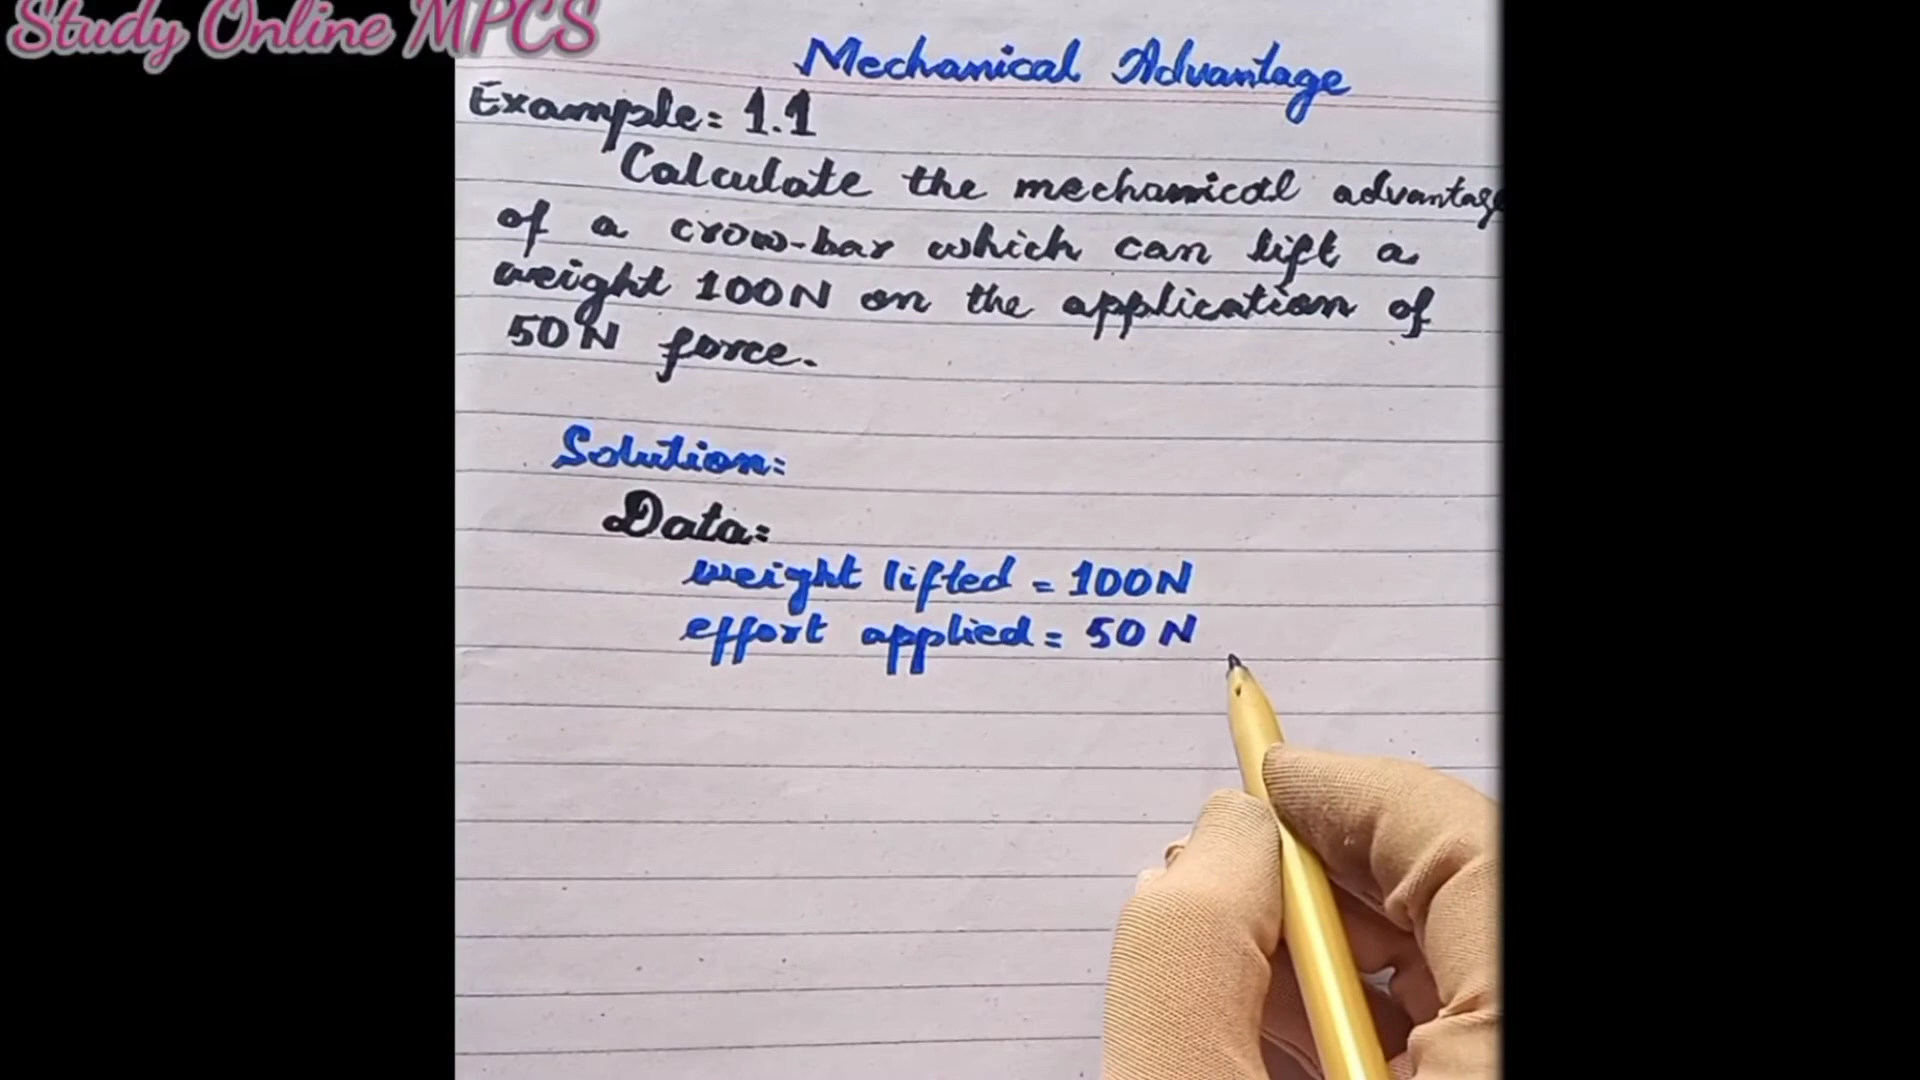 Study Online MPCS
Mechanical Advantage
Example: 1.1
Calculate the mechanical advantage
of a crow-bar which can lift a
weight 100N on the application of
50N force.
Solution:
Data:
weight lifted = 100N
effort applied = 50N